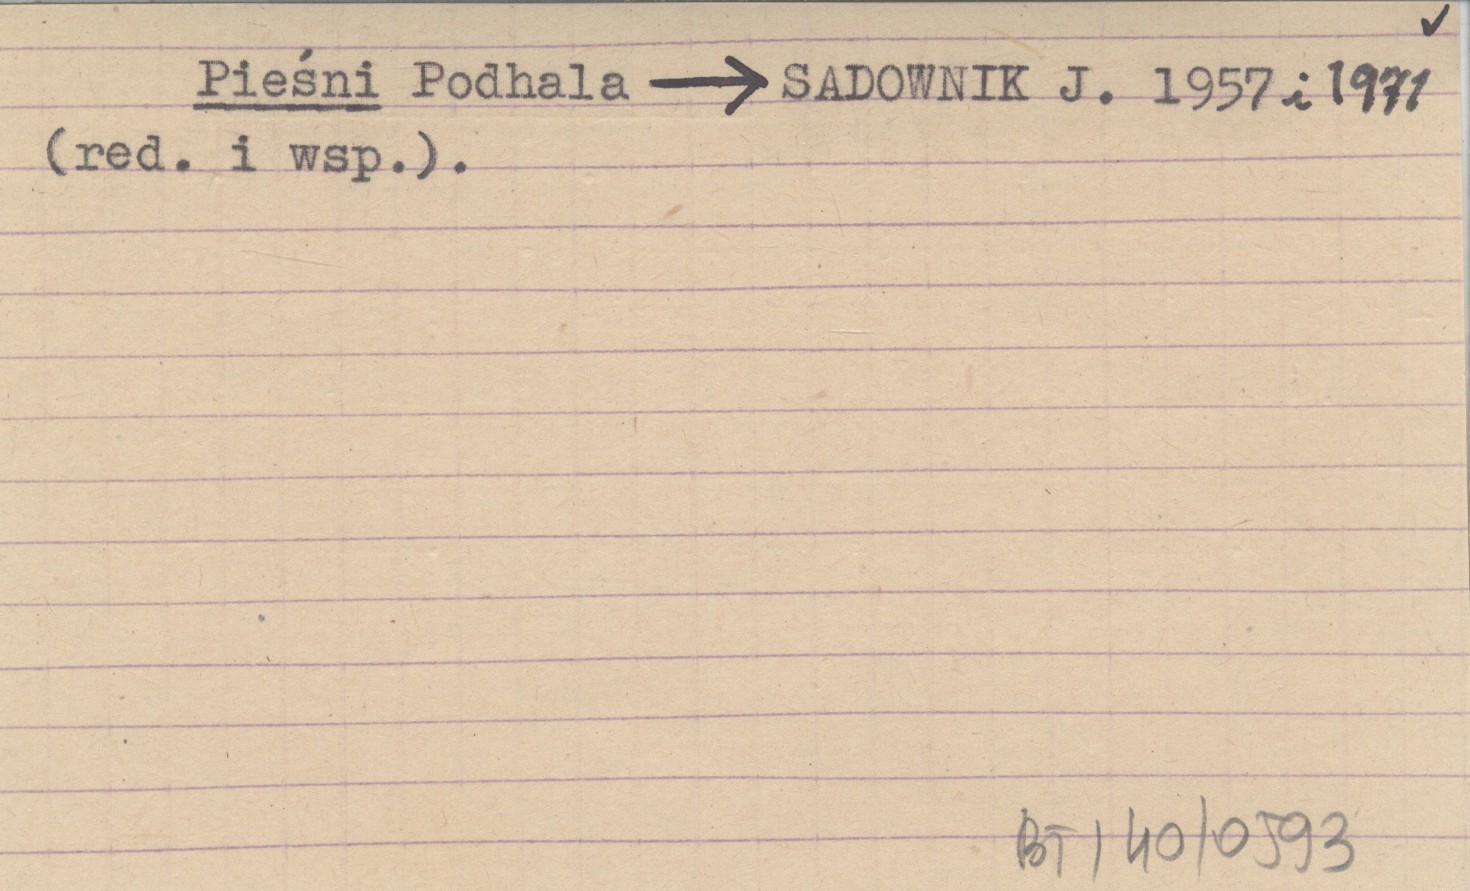 Pieśni Podhala → SADOWNIK J. 1957 i 1971
(red. i wsp.).
BT/40/0593